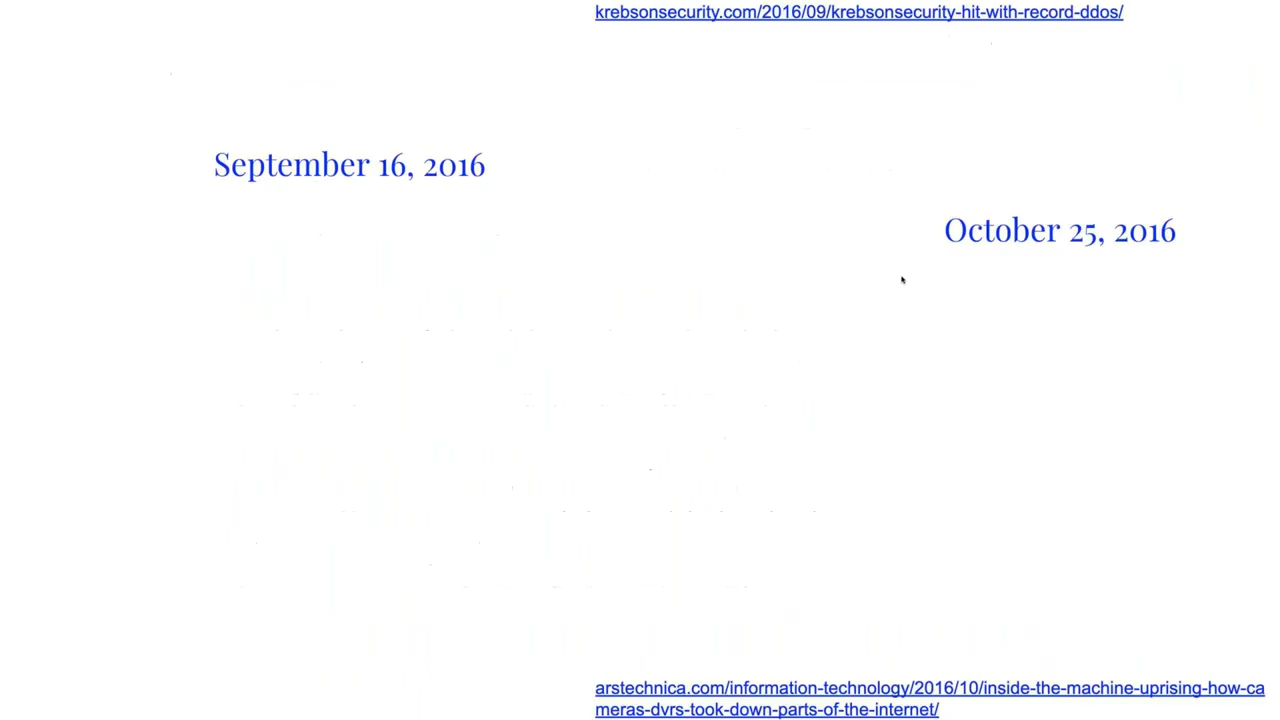 krebsonsecurity.com/2016/09/krebsonsecurity-hit-with-record-ddos/
September 16, 2016
October 25, 2016
arstechnica.com/information-technology/2016/10/inside-the-machine-uprising-how-ca
meras-dvrs-took-down-parts-of-the-internet/